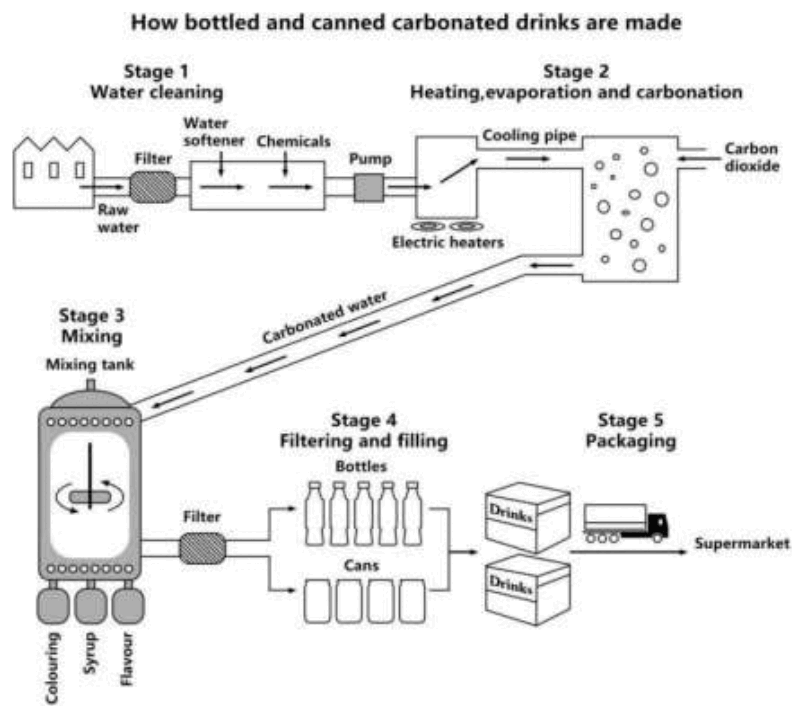 How bottled and canned carbonated drinks are made
Stage 1
Water cleaning
Stage 2
Heating,evaporation and carbonation
Water
softener
Chemicals
Filter
Pump
Cooling pipe
Carbon
dioxide
Raw
water
Electric heaters
Carbonated water
Stage 3
Mixing
Mixing tank
Stage 4
Filtering and filling
Stage 5
Packaging
Bottles
Filter
Cans
Drinks
Drinks
Supermarket
Colouring
Syrup
Flavour